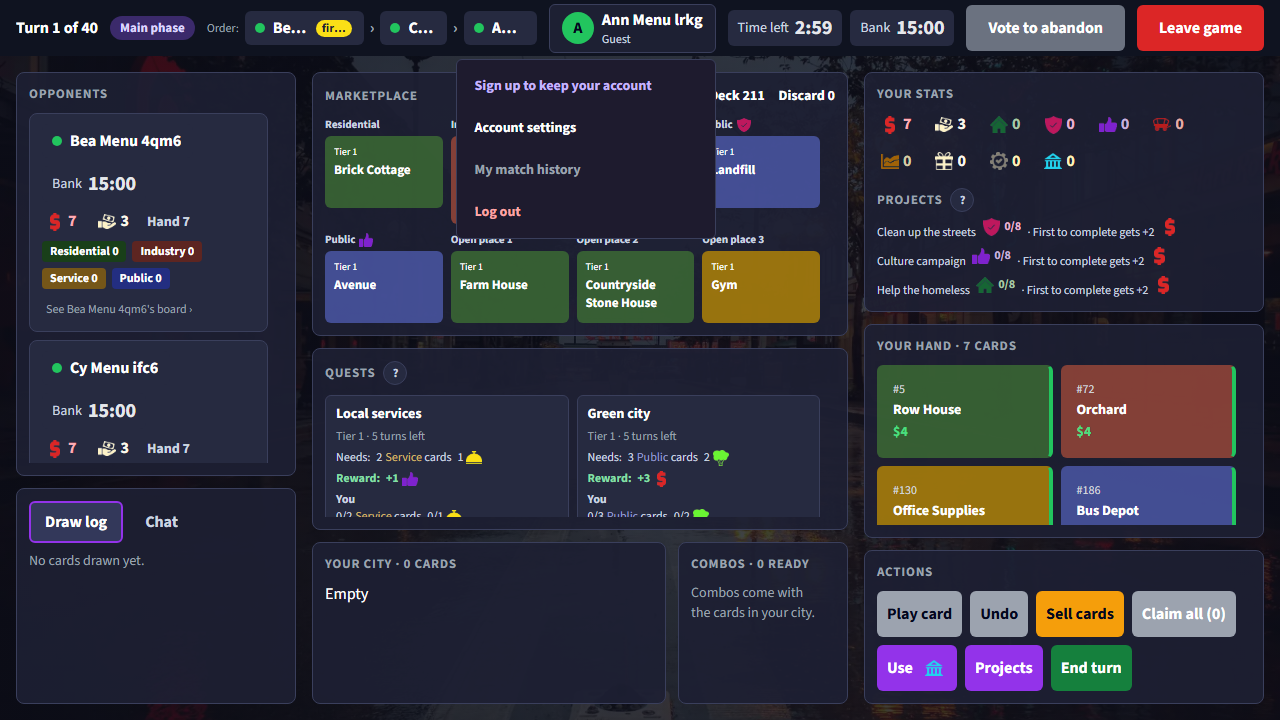 Turn 1 of 40 Main phase Order: Be... fir... › C... › A... A Ann Menu lrkg Guest Time left 2:59 Bank 15:00 Vote to abandon Leave game
OPPONENTS
Bea Menu 4qm6
Bank 15:00
7 3 Hand 7
Residential 0 Industry 0
Service 0 Public 0
See Bea Menu 4qm6's board ›
Cy Menu ifc6
Bank 15:00
7 3 Hand 7
Draw log Chat
No cards drawn yet.
Sign up to keep your account
Account settings
My match history
Log out
MARKETPLACE Deck 211 Discard 0
Residential
Tier 1
Brick Cottage
Tier 1
Landfill
Public Open place 1 Open place 2 Open place 3
Tier 1
Avenue
Tier 1
Farm House
Tier 1
Countryside
Stone House
Tier 1
Gym
QUESTS ?
Local services
Tier 1 · 5 turns left
Needs: 2 Service cards 1
Reward: +1
You
0/2 Service cards 0/1
Green city
Tier 1 · 5 turns left
Needs: 3 Public cards 2
Reward: +3
You
0/3 Public cards 0/2
YOUR CITY · 0 CARDS
Empty
COMBOS · 0 READY
Combos come with
the cards in your city.
YOUR STATS
7 3 0 0 0 0
0 0 0 0
PROJECTS ?
Clean up the streets 0/8 · First to complete gets +2
Culture campaign 0/8 · First to complete gets +2
Help the homeless 0/8 · First to complete gets +2
YOUR HAND · 7 CARDS
#5
Row House
$4
#72
Orchard
$4
#130
Office Supplies
#186
Bus Depot
ACTIONS
Play card Undo Sell cards Claim all (0)
Use Projects End turn